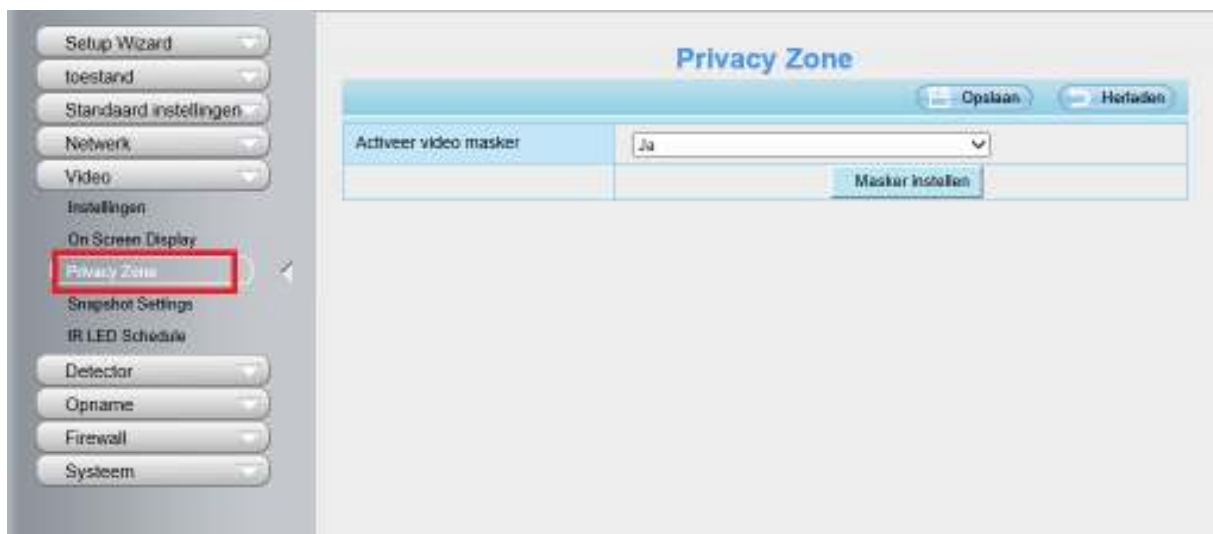 Setup Wizard
toestand
Standaard instellingen
Netwerk
Video
Instellingen
On Screen Display
Privacy Zone
Snapshot Settings
IR LED Schedule
Detector
Opname
Firewall
Systeem
Privacy Zone
Opslaan Herladen
Activeer video masker Ja
Masker instellen